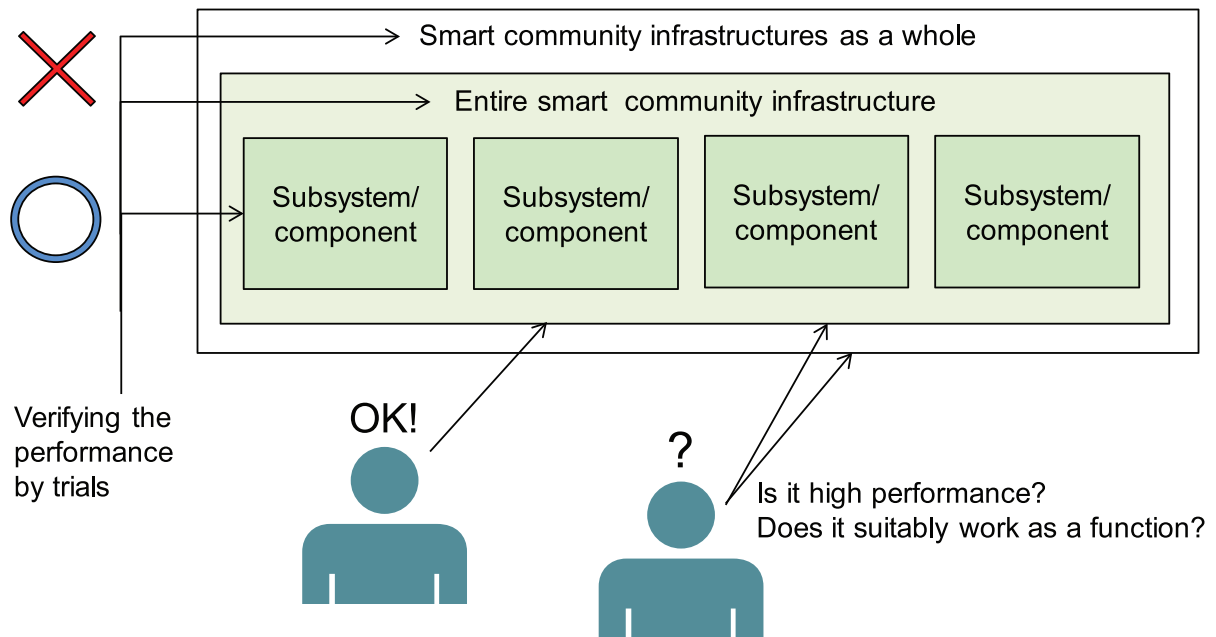 Smart community infrastructures as a whole
Entire smart community infrastructure
Subsystem/
component
Subsystem/
component
Subsystem/
component
Subsystem/
component
Verifying the
performance
by trials
OK!
?
Is it high performance?
Does it suitably work as a function?